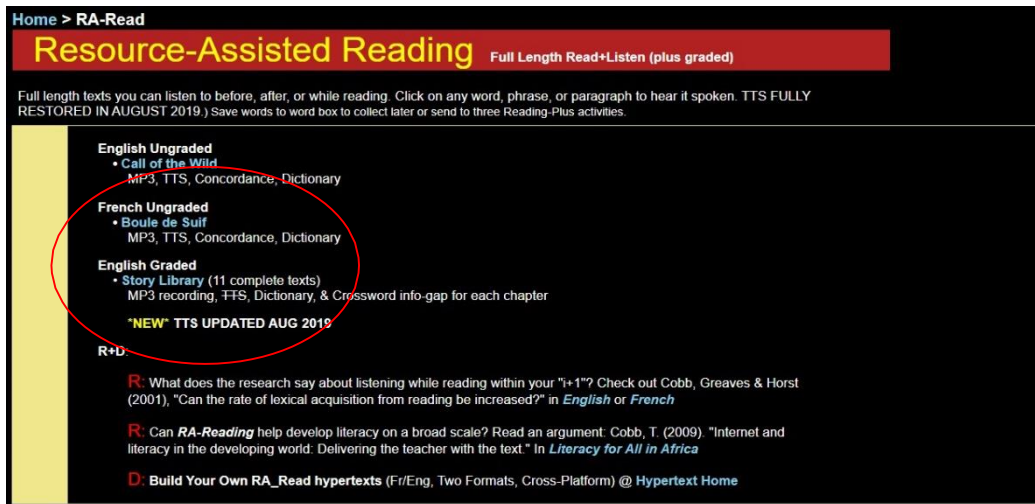 Home > RA-Read
Resource-Assisted Reading Full Length Read+Listen (plus graded)
Full length texts you can listen to before, after, or while reading. Click on any word, phrase, or paragraph to hear it spoken. TTS FULLY
RESTORED IN AUGUST 2019.) Save words to word box to collect later or send to three Reading-Plus activities.
English Ungraded
• Call of the Wild
MP3, TTS, Concordance, Dictionary
French Ungraded
• Boule de Suif
MP3, TTS, Concordance, Dictionary
English Graded
• Story Library (11 complete texts)
MP3 recording, TTS, Dictionary, & Crossword info-gap for each chapter
*NEW* TTS UPDATED AUG 2019
R+D:
R: What does the research say about listening while reading within your "i+1"? Check out Cobb, Greaves & Horst
(2001), "Can the rate of lexical acquisition from reading be increased?" in English or French
R: Can RA-Reading help develop literacy on a broad scale? Read an argument: Cobb, T. (2009). "Internet and
literacy in the developing world: Delivering the teacher with the text." In Literacy for All in Africa
D: Build Your Own RA_Read hypertexts (Fr/Eng, Two Formats, Cross-Platform) @ Hypertext Home